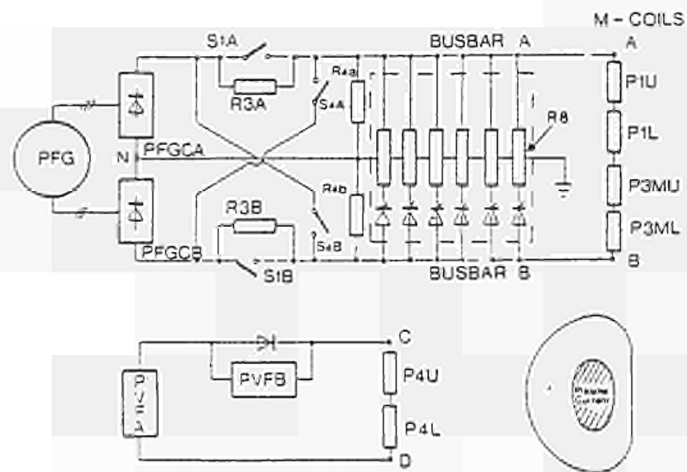 M - COILS
S1A
BUSBAR A
A
R4a
S4A
R3A
P1U
R8
P1L
PFG
N
PFGCA
R4b
P3MU
R3B
S4B
P3ML
PFGCB
S1B
BUSBAR B
B
C
PVFB
P4U
PVFA
P4L
D